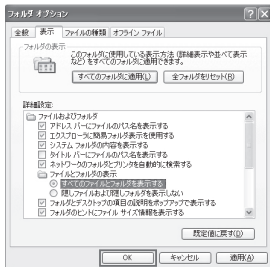 フォルダ オプション
全般 表示 ファイルの種類 オフライン ファイル
フォルダの表示
このフォルダに使用している表示方法 (詳細表示や並べて表示
など) をすべてのフォルダに適用できます。
すべてのフォルダに適用(L) 全フォルダをリセット(R)
詳細設定:
ファイルおよびフォルダ
アドレス バーにファイルのパス名を表示する
エクスプローラに簡易フォルダ表示を使用する
システム フォルダの内容を表示する
タイトル バーにファイルのパス名を表示する
ネットワークのフォルダとプリンタを自動的に検索する
ファイルとフォルダの表示
すべてのファイルとフォルダを表示する
隠しファイルおよび隠しフォルダを表示しない
フォルダとデスクトップの項目の説明をポップアップで表示する
フォルダのヒントにファイル サイズ情報を表示する
既定値に戻す(D)
OK キャンセル 適用(A)